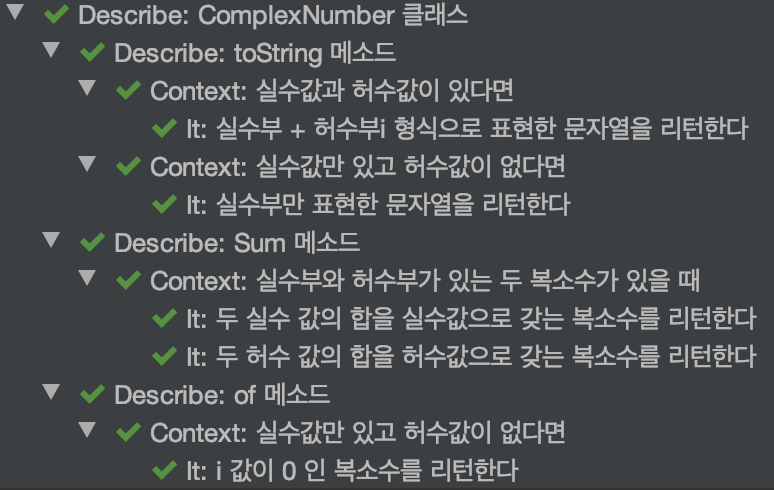 Describe: ComplexNumber 클래스
Describe: toString 메소드
Context: 실수값과 허수값이 있다면
It: 실수부 + 허수부i 형식으로 표현한 문자열을 리턴한다
Context: 실수값만 있고 허수값이 없다면
It: 실수부만 표현한 문자열을 리턴한다
Describe: Sum 메소드
Context: 실수부와 허수부가 있는 두 복소수가 있을 때
It: 두 실수 값의 합을 실수값으로 갖는 복소수를 리턴한다
It: 두 허수 값의 합을 허수값으로 갖는 복소수를 리턴한다
Describe: of 메소드
Context: 실수값만 있고 허수값이 없다면
It: i 값이 0 인 복소수를 리턴한다